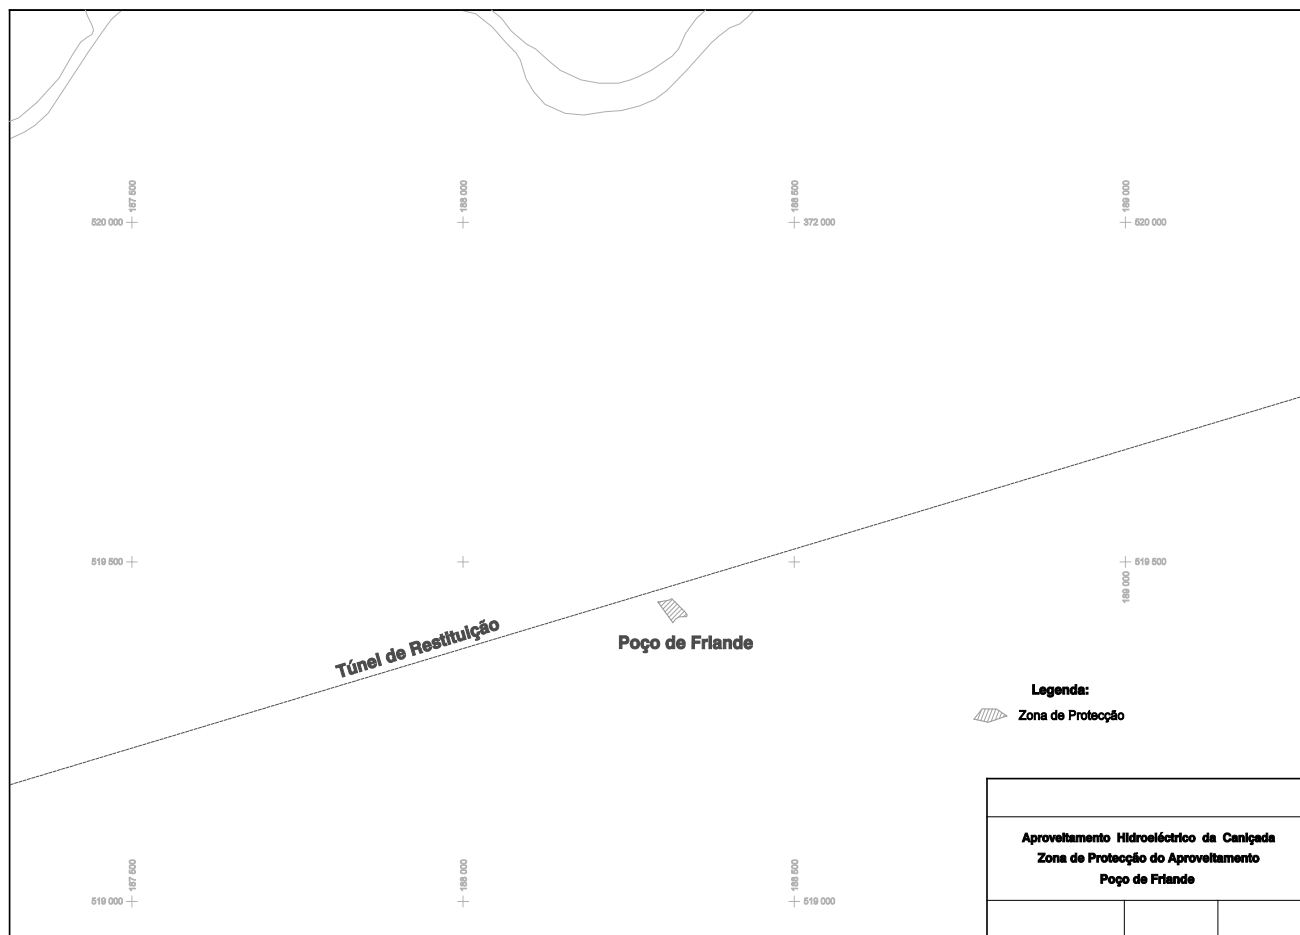 187 500
188 000
188 500
189 000
520 000
372 000
520 000
519 500
519 500
189 000
Túnel de Restituição
Poço de Friande
Legenda:
Zona de Protecção
Aproveitamento Hidroeléctrico da Caniçada
Zona de Protecção do Aproveitamento
Poço de Friande
187 500
188 000
188 500
519 000
519 000